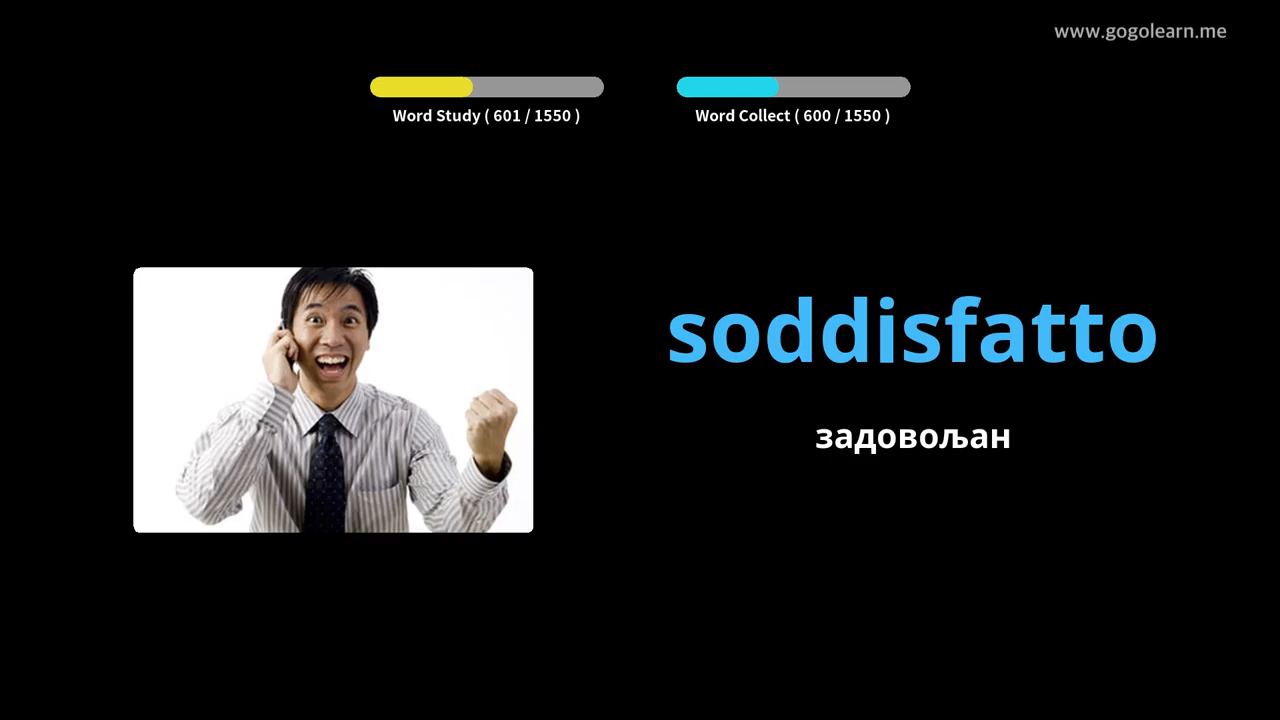 www.gogolearn.me
Word Study ( 601 / 1550 )
Word Collect ( 600 / 1550 )
soddisfatto
задовољан